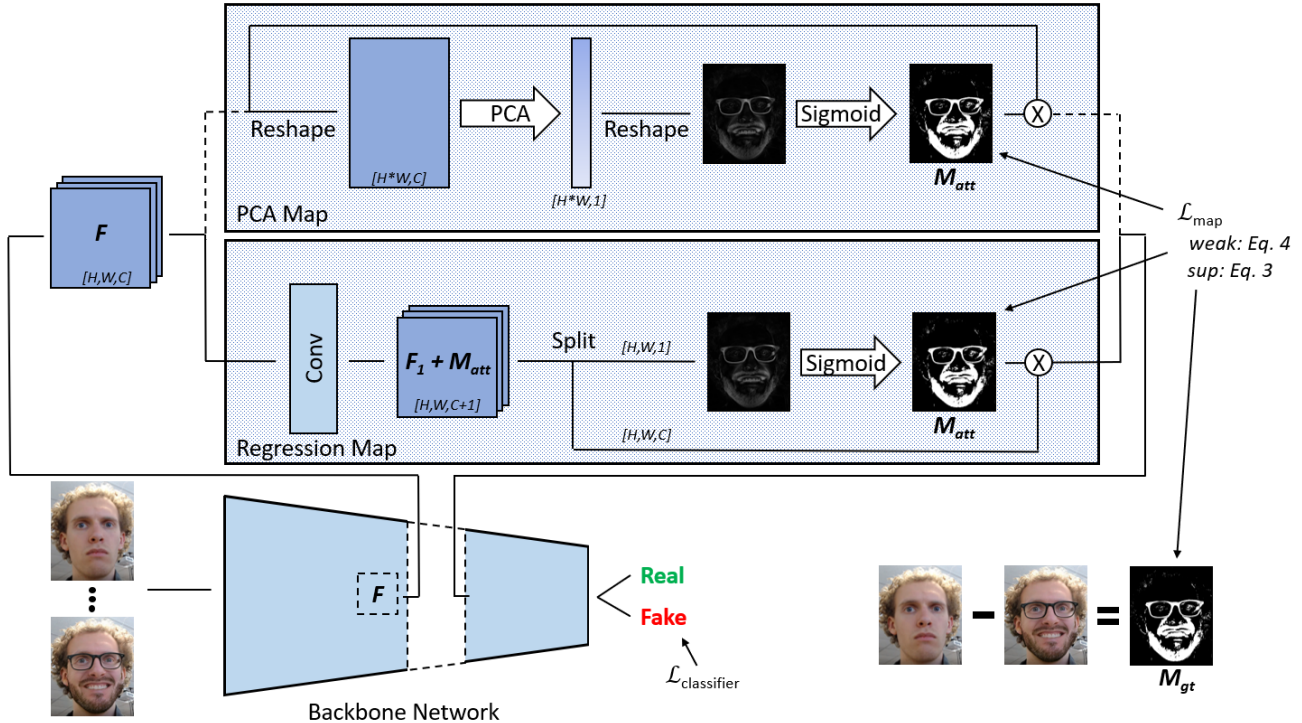 Reshape
[H*W,C]
PCA
[H*W,1]
Reshape
Sigmoid
M_att
X
PCA Map
F
[H,W,C]
ℒ_map
weak: Eq. 4
sup: Eq. 3
Conv
F_1 + M_att
[H,W,C+1]
Split
[H,W,1]
[H,W,C]
Sigmoid
M_att
X
Regression Map
F
Real
Fake
ℒ_classifier
Backbone Network
M_gt